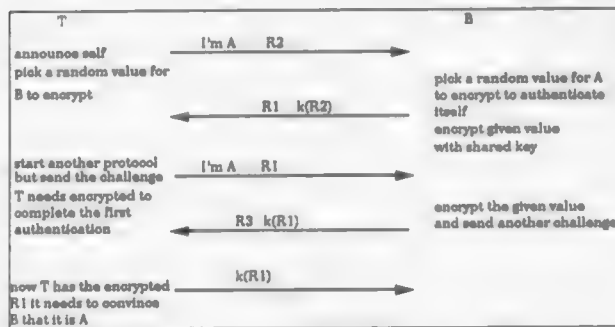 T
B
I'm A R2
announce self
pick a random value for
B to encrypt
pick a random value for A
to encrypt to authenticate
itself
encrypt given value
with shared key
R1 k(R2)
start another protocol
but send the challenge
T needs encrypted to
complete the first
authentication
I'm A R1
encrypt the given value
and send another challenge
R3 k(R1)
now T has the encrypted
R1 it needs to convince
B that it is A
k(R1)